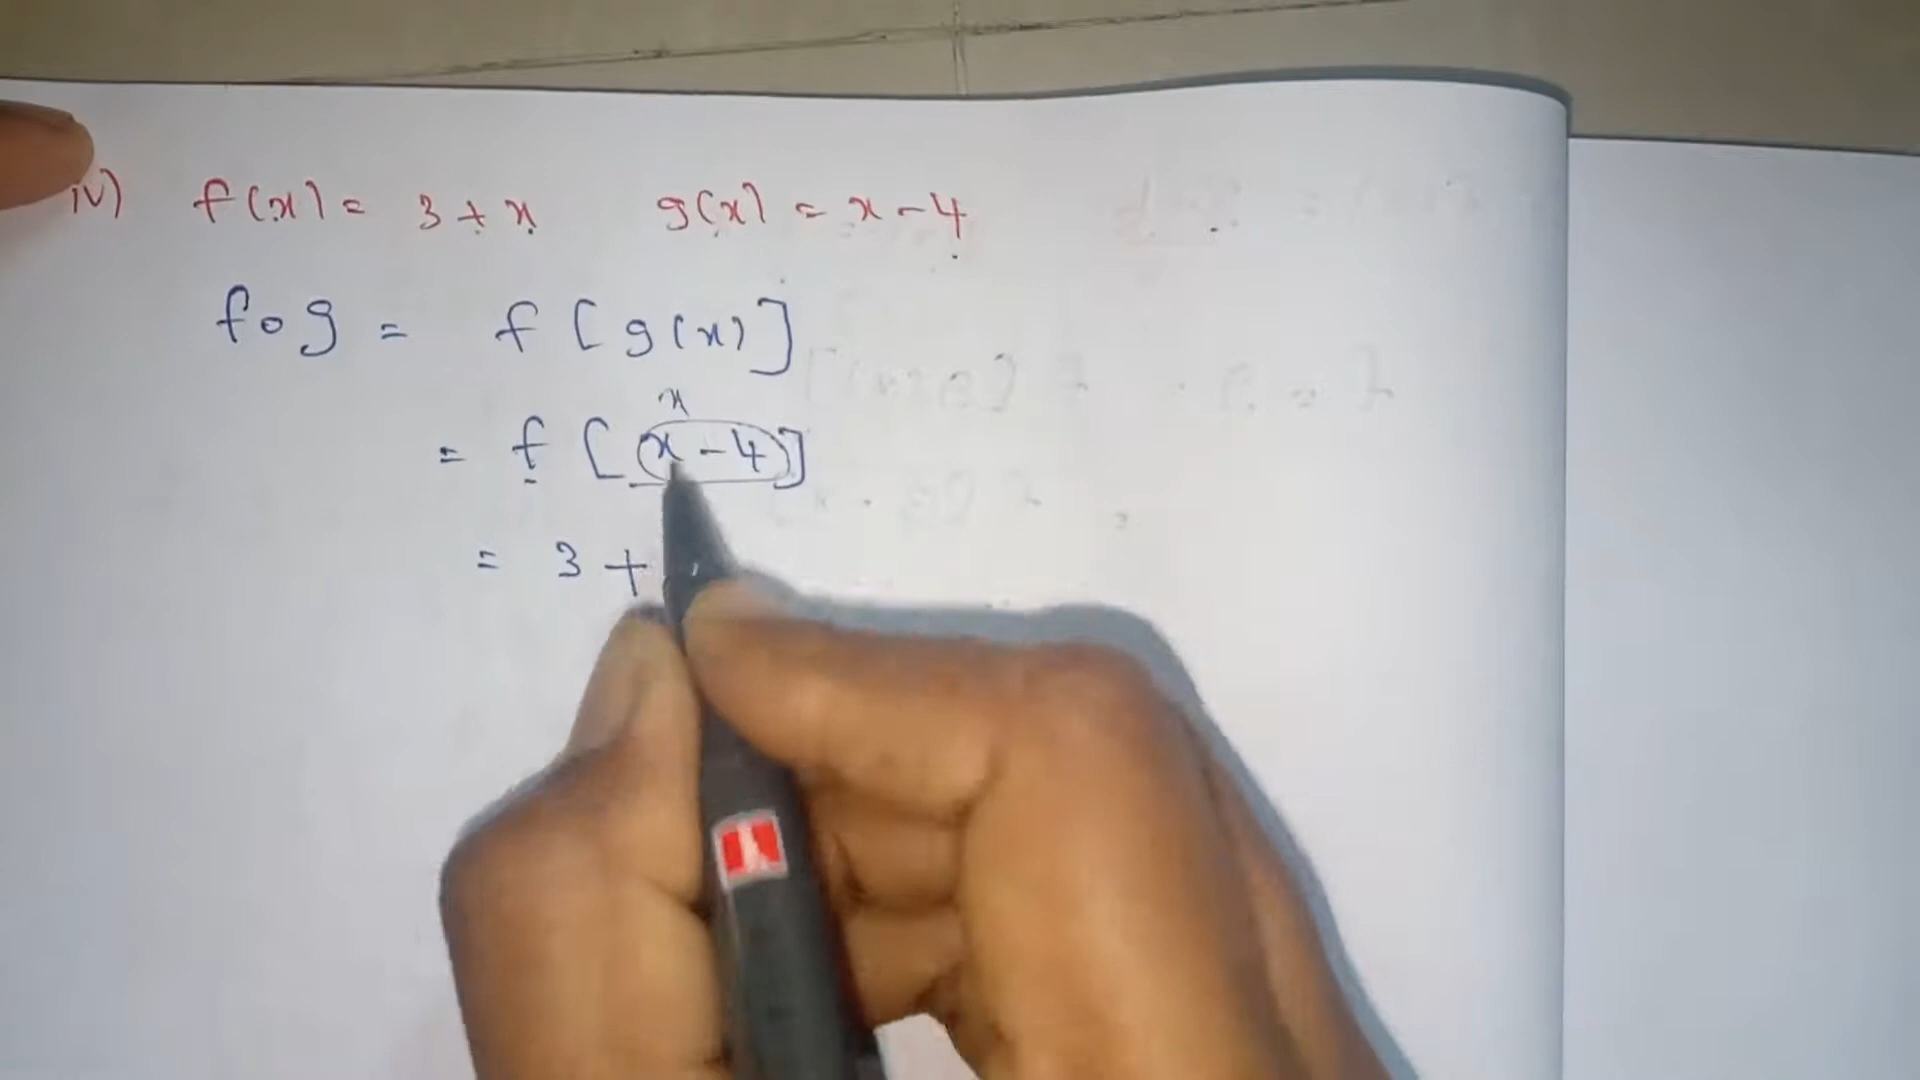 iv) f(x) = 3 + x g(x) = x - 4
fog = f [g(x)]
x
= f [x - 4]
= 3 +